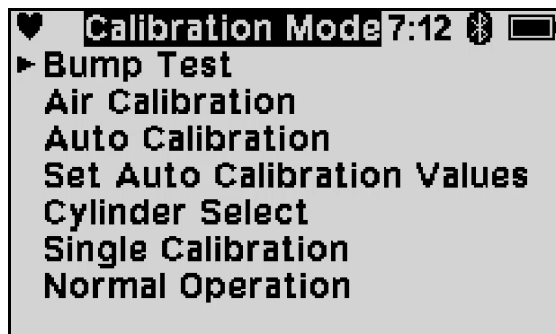 Calibration Mode 7:12
Bump Test
Air Calibration
Auto Calibration
Set Auto Calibration Values
Cylinder Select
Single Calibration
Normal Operation